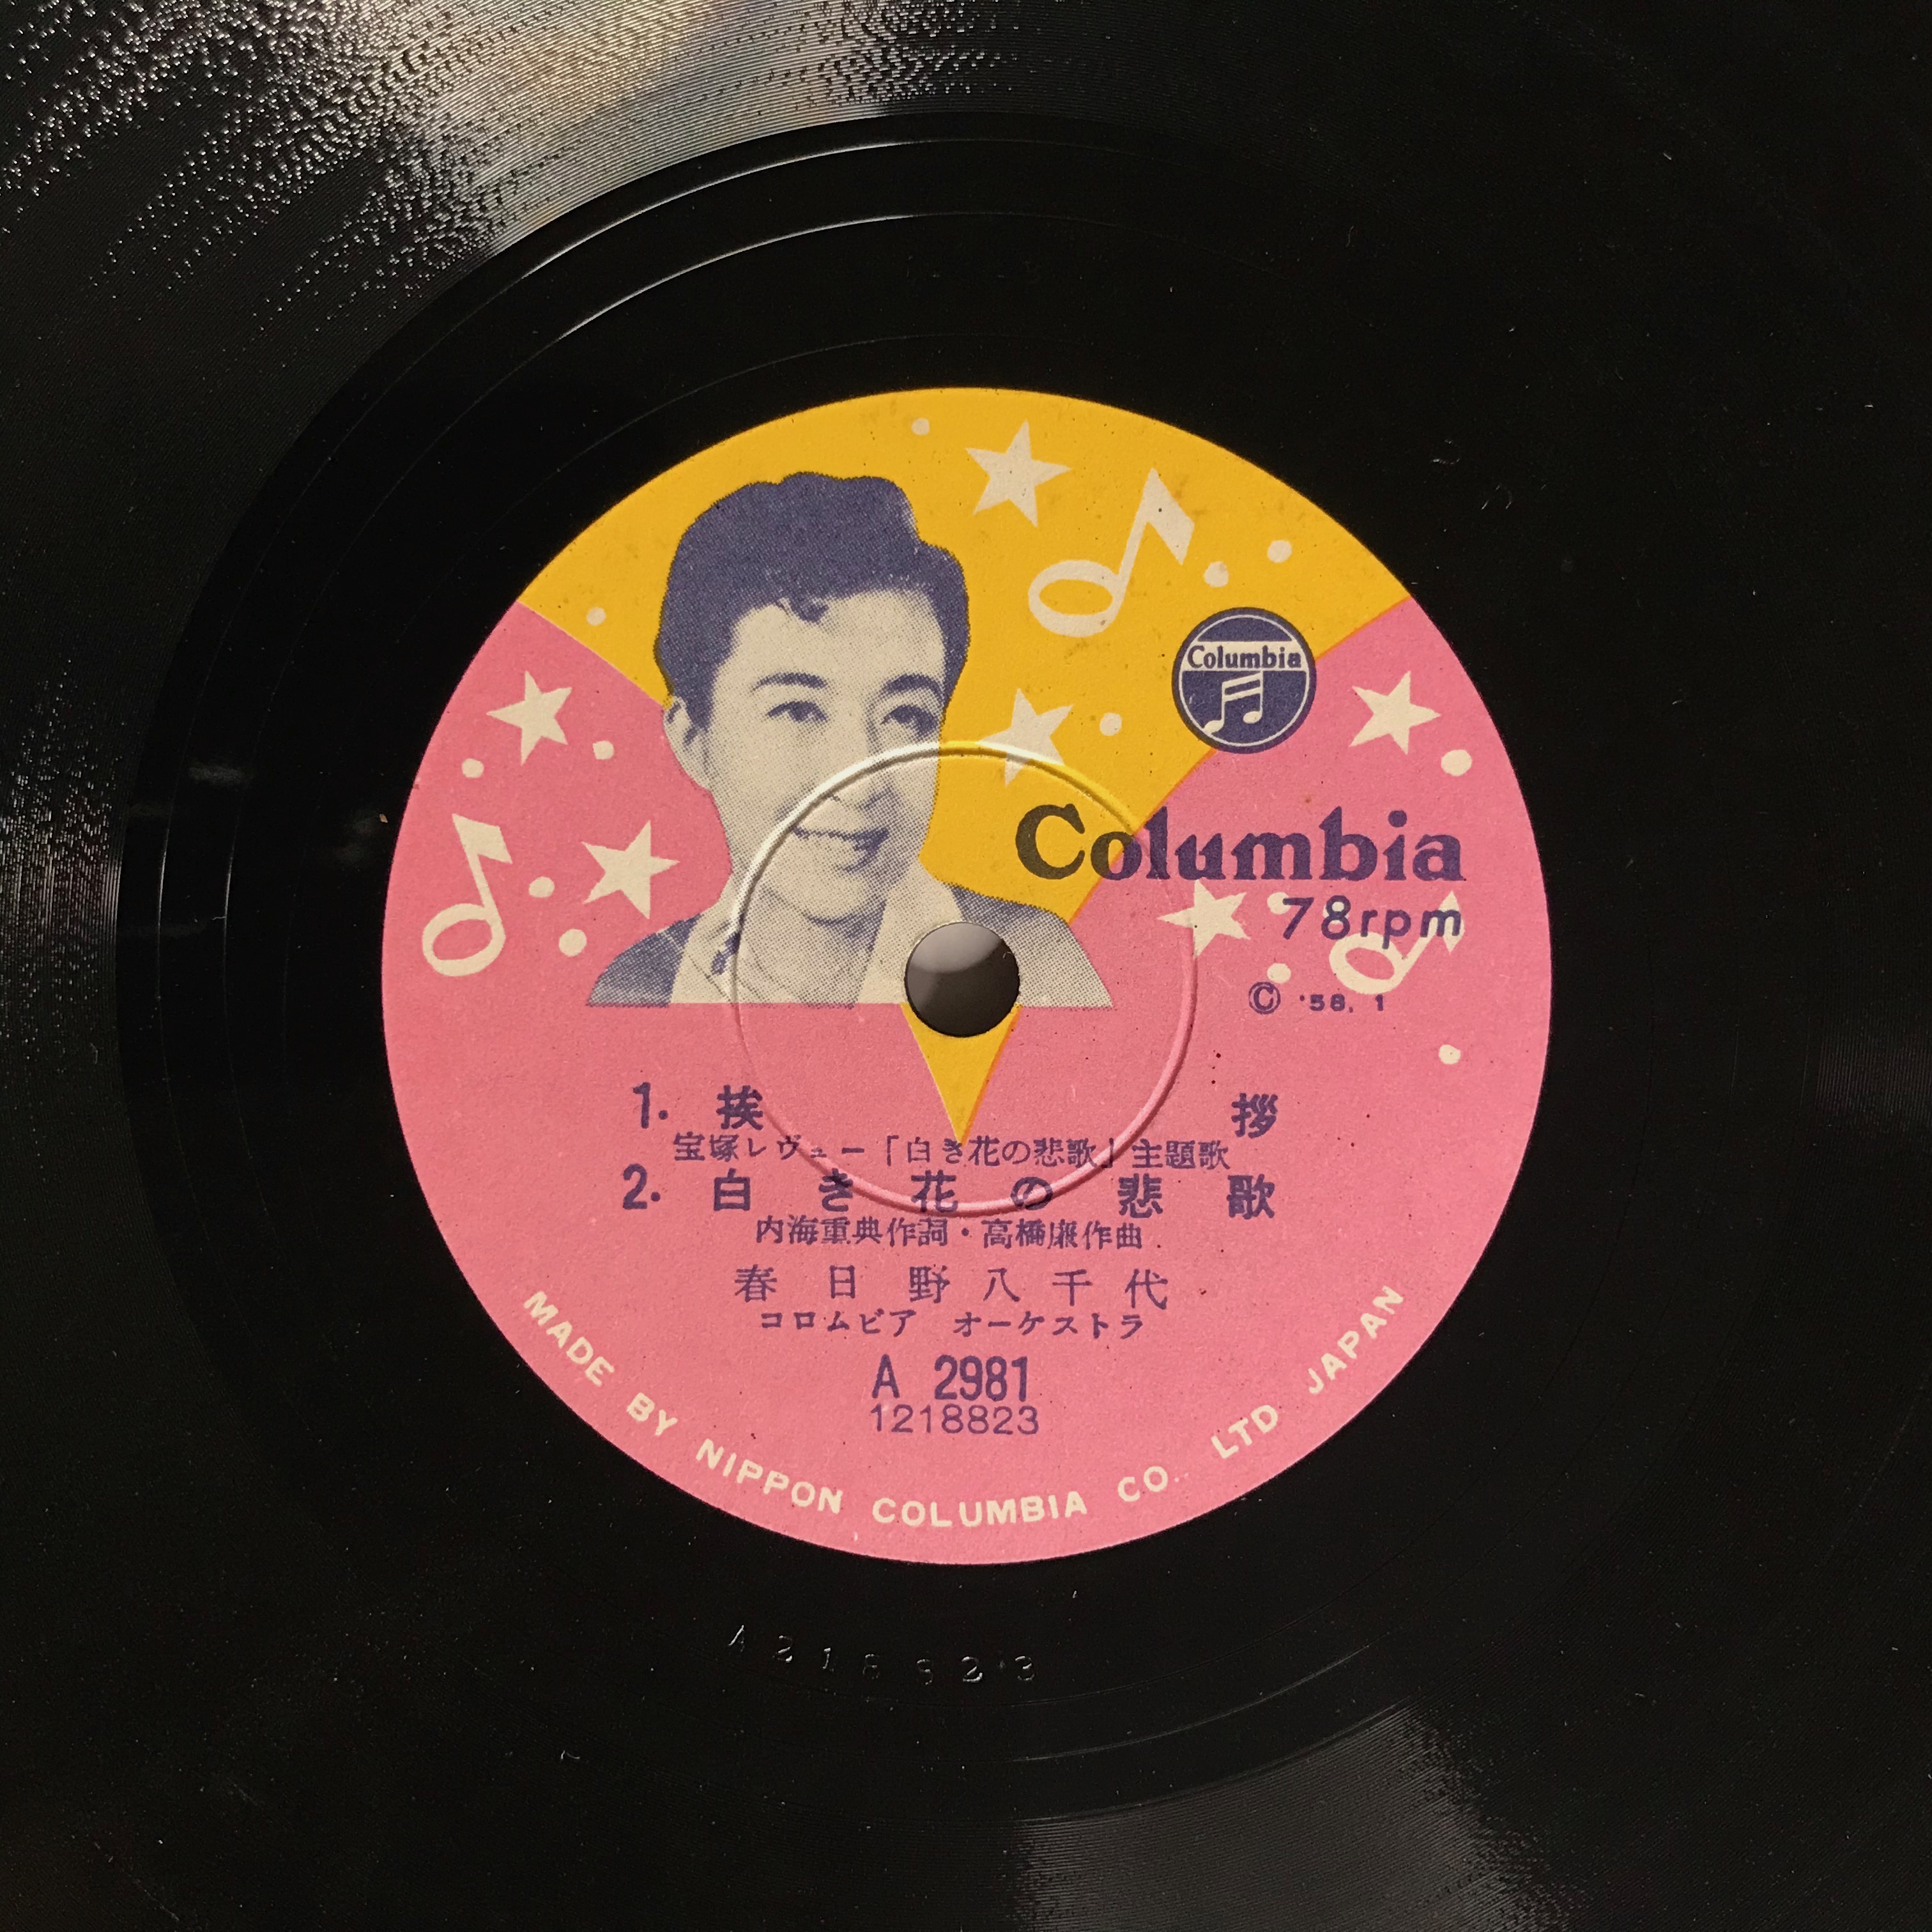 Columbia
Columbia
78rpm
© '58. 1
1. 挨拶
宝塚レヴュー「白き花の悲歌」主題歌
2. 白き花の悲歌
内海重典作詞・高橋廉作曲
春日野八千代
コロムビア オーケストラ
A 2981
1218823
MADE BY NIPPON COLUMBIA CO. LTD JAPAN